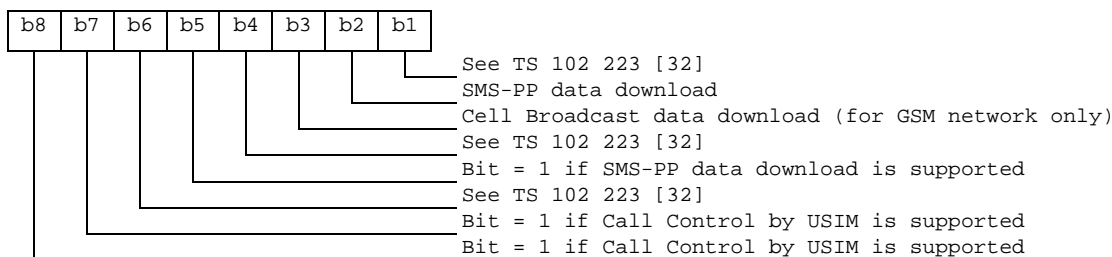 b8 b7 b6 b5 b4 b3 b2 b1
See TS 102 223 [32]
SMS-PP data download
Cell Broadcast data download (for GSM network only)
See TS 102 223 [32]
Bit = 1 if SMS-PP data download is supported
See TS 102 223 [32]
Bit = 1 if Call Control by USIM is supported
Bit = 1 if Call Control by USIM is supported